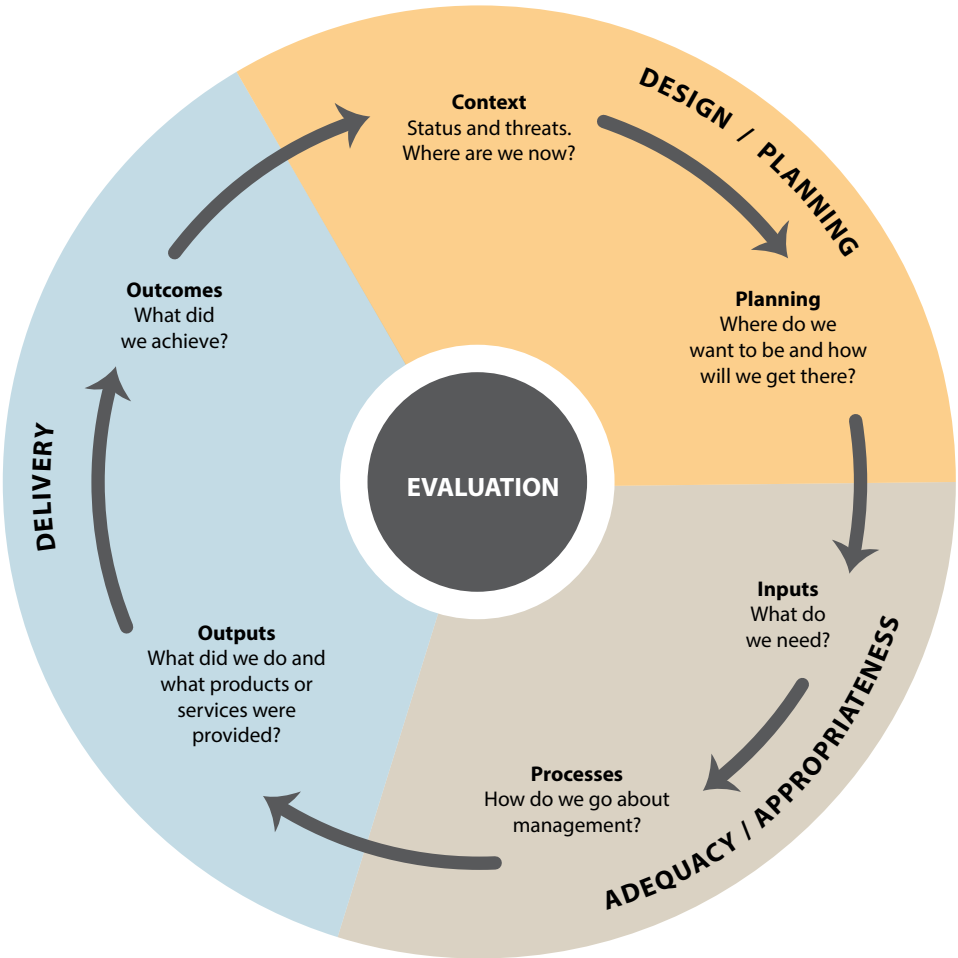 Context
Status and threats.
Where are we now?
DESIGN / PLANNING
Planning
Where do we
want to be and how
will we get there?
Inputs
What do
we need?
ADEQUACY / APPROPRIATENESS
Processes
How do we go about
management?
Outputs
What did we do and
what products or
services were
provided?
DELIVERY
Outcomes
What did
we achieve?
EVALUATION